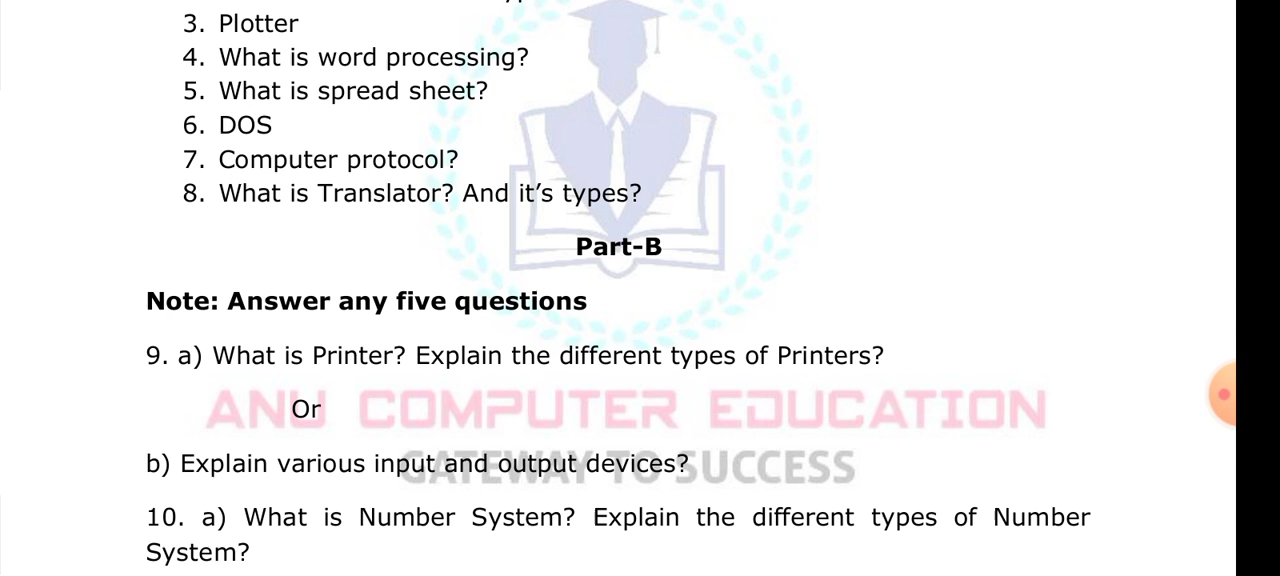 3. Plotter
4. What is word processing?
5. What is spread sheet?
6. DOS
7. Computer protocol?
8. What is Translator? And it’s types?
Part-B
Note: Answer any five questions
9. a) What is Printer? Explain the different types of Printers?
ANU COMPUTER EDUCATION
Or
GATEWAY TO SUCCESS
b) Explain various input and output devices?
10. a) What is Number System? Explain the different types of Number
System?